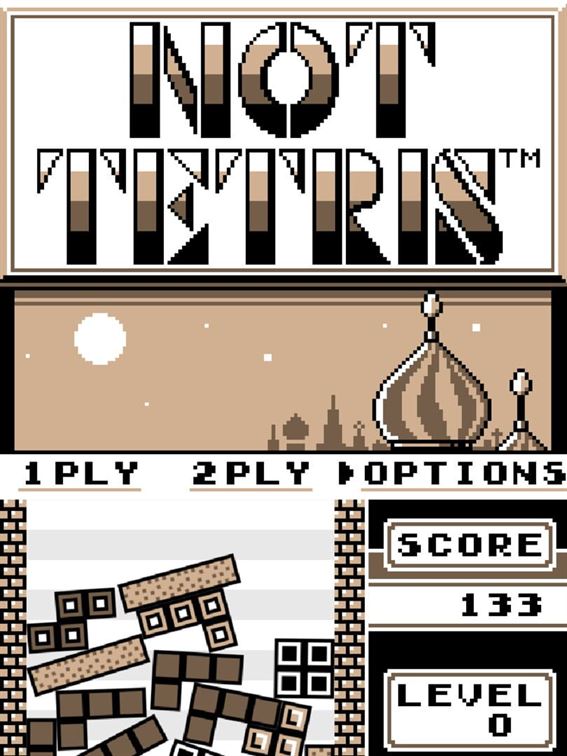 NOT
TETRIS™
1PLY 2PLY OPTIONS
SCORE
133
LEVEL
0